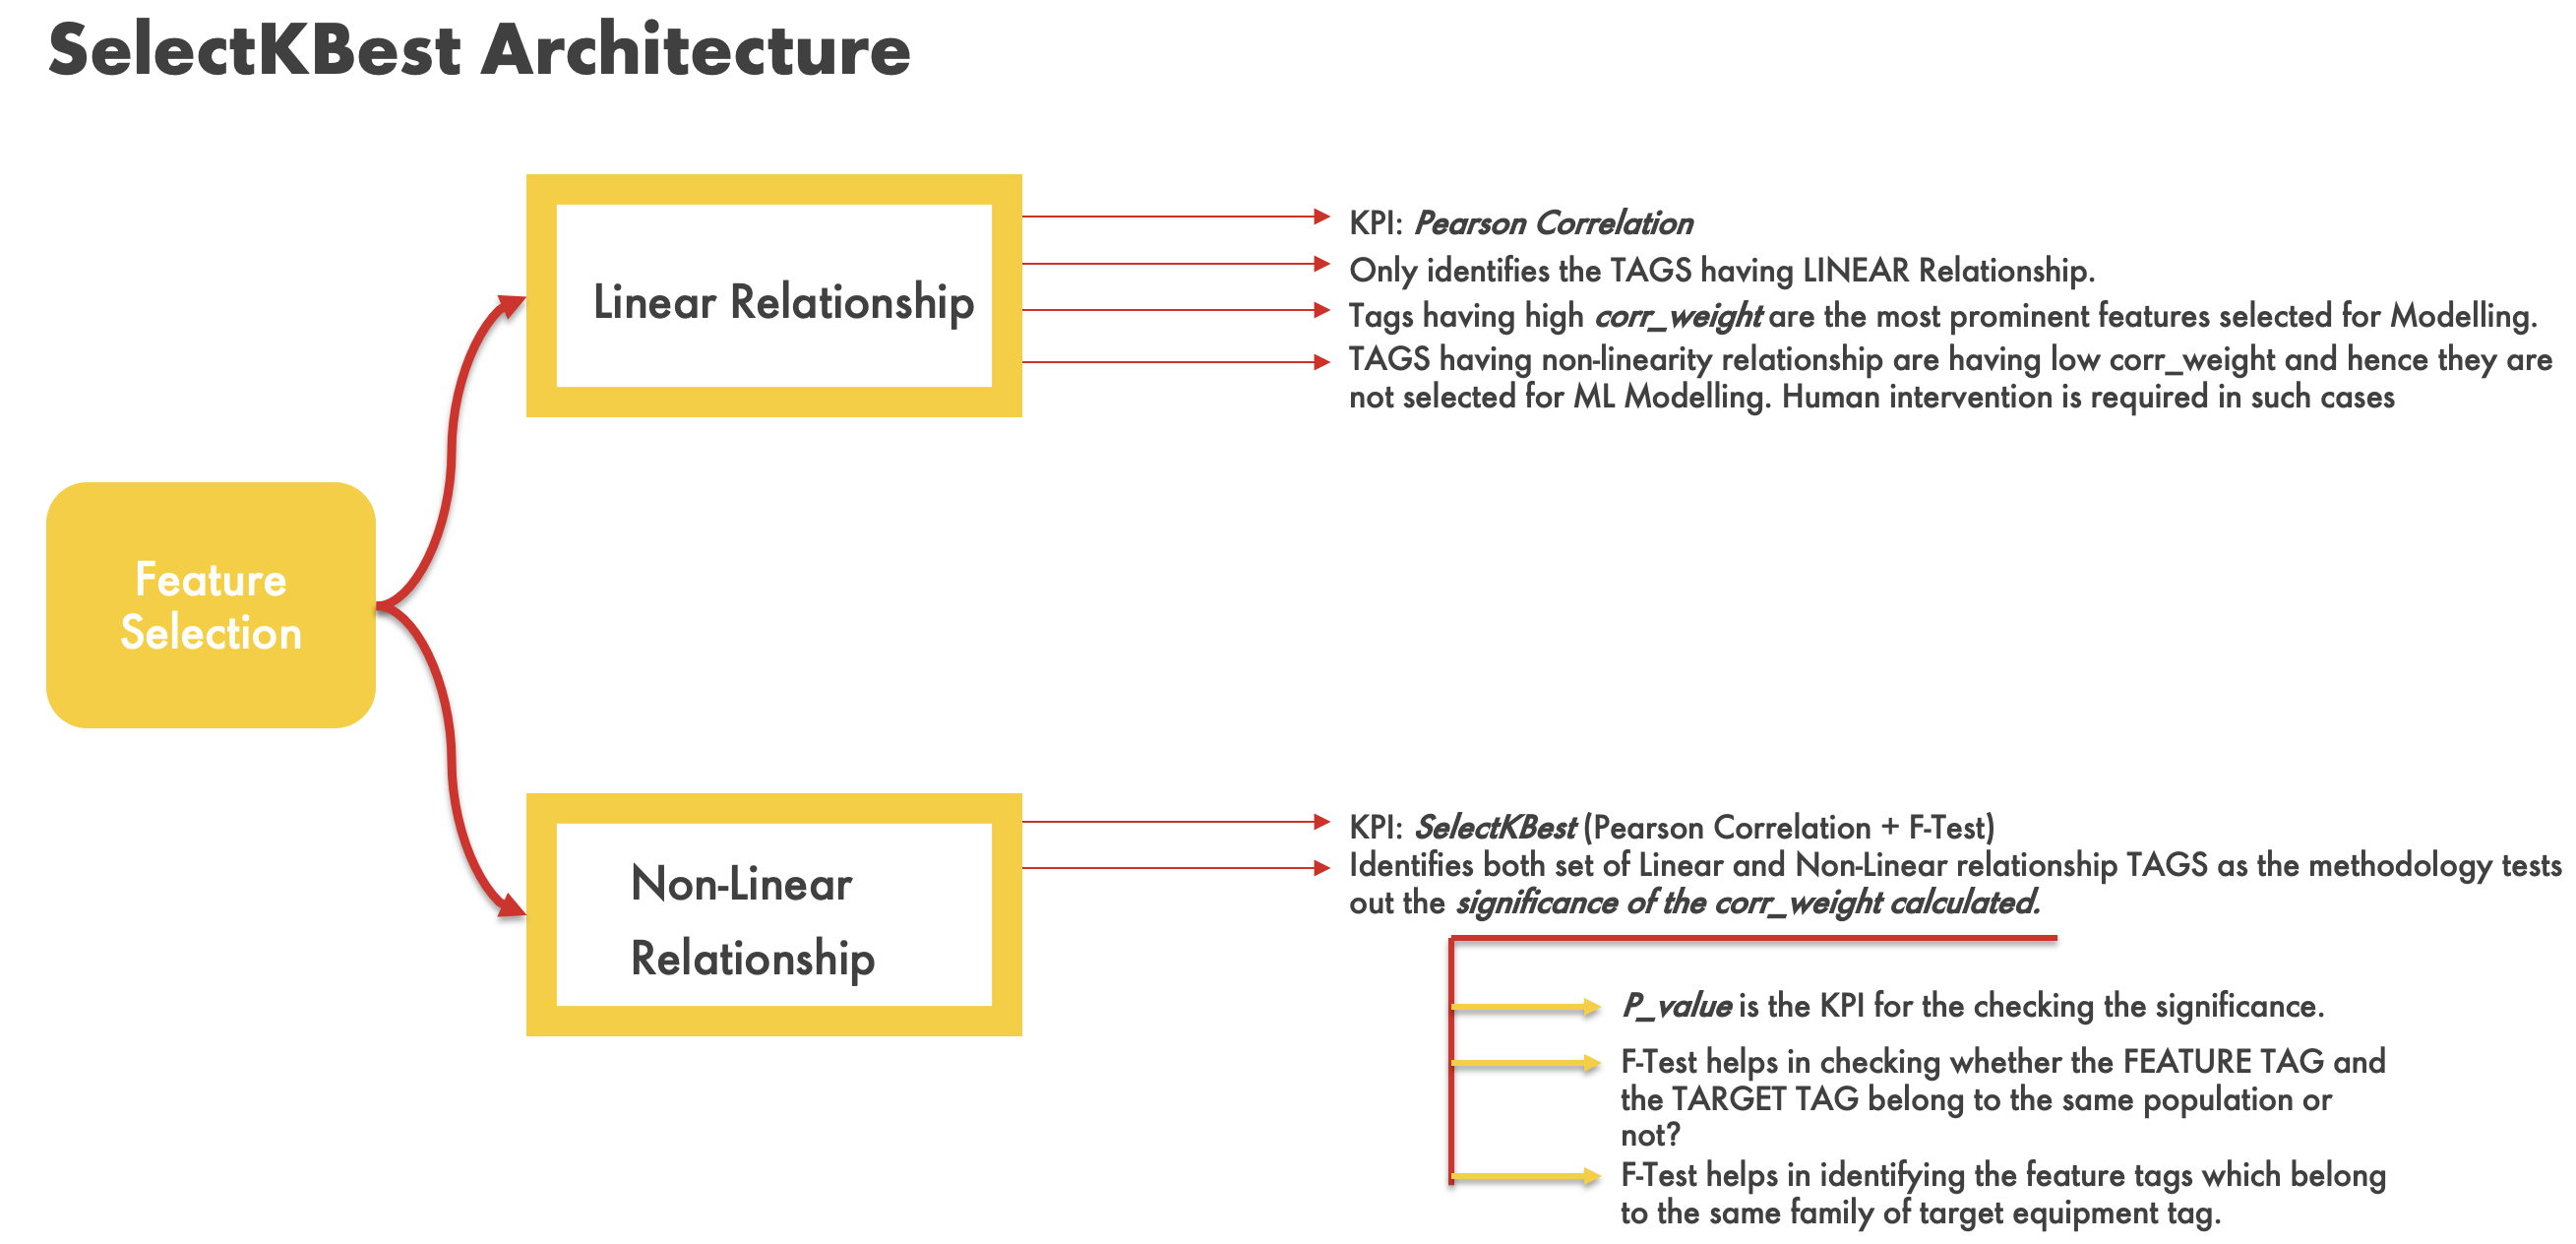 SelectKBest Architecture
Linear Relationship
KPI: Pearson Correlation
Only identifies the TAGS having LINEAR Relationship.
Tags having high corr_weight are the most prominent features selected for Modelling.
TAGS having non-linearity relationship are having low corr_weight and hence they are
not selected for ML Modelling. Human intervention is required in such cases
Feature
Selection
Non-Linear
Relationship
KPI: SelectKBest (Pearson Correlation + F-Test)
Identifies both set of Linear and Non-Linear relationship TAGS as the methodology tests
out the significance of the corr_weight calculated.
P_value is the KPI for the checking the significance.
F-Test helps in checking whether the FEATURE TAG and
the TARGET TAG belong to the same population or
not?
F-Test helps in identifying the feature tags which belong
to the same family of target equipment tag.